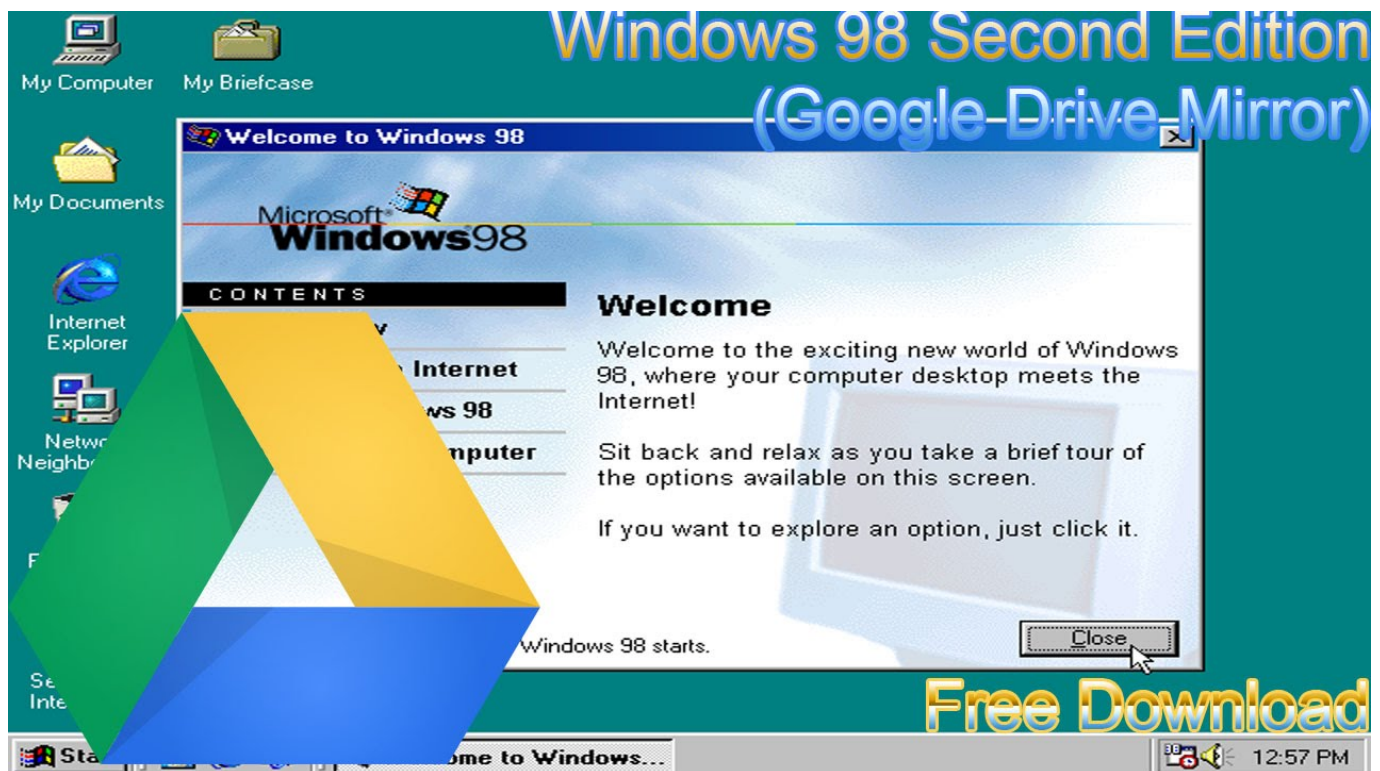 Windows 98 Second Edition
(Google Drive Mirror)
My Computer
My Briefcase
My Documents
Internet
Explorer
Welcome to Windows 98
Microsoft
Windows98
CONTENTS
Internet
98
Welcome
Welcome to the exciting new world of Windows
98, where your computer desktop meets the
Internet!
Sit back and relax as you take a brief tour of
the options available on this screen.
If you want to explore an option, just click it.
Windows 98 starts.
Close
Free Download
to Windows...
12:57 PM